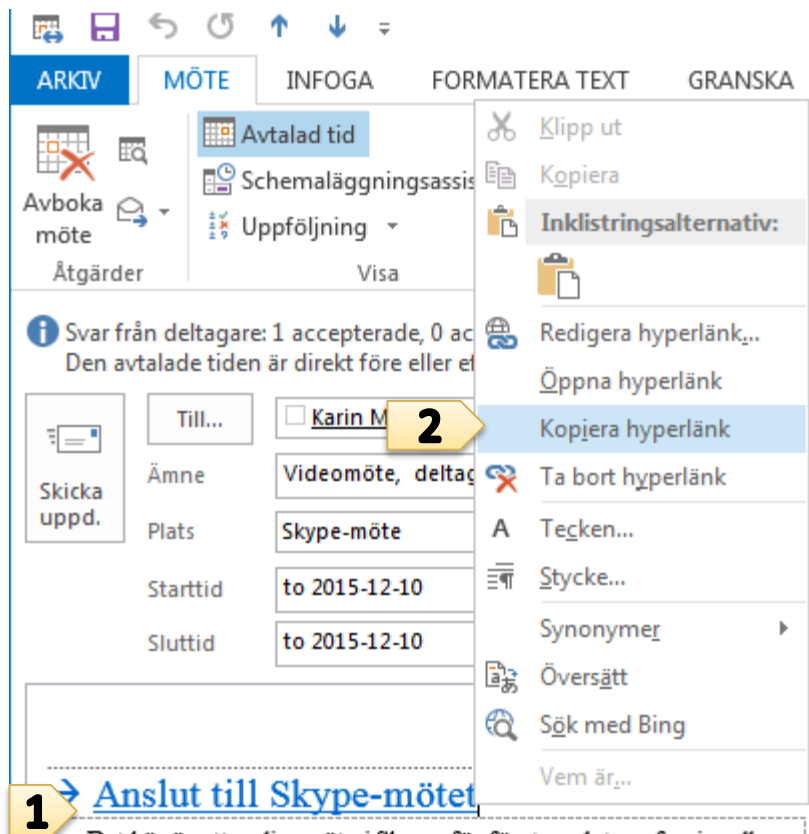 ARKIV MÖTE INFOGA FORMATERA TEXT GRANSKA
Avboka
möte
Åtgärder
Avtalad tid
Schemaläggningsassis
Uppföljning
Visa
Klipp ut
Kopiera
Inklistringsalternativ:
Redigera hyperlänk...
Öppna hyperlänk
Kopiera hyperlänk
Ta bort hyperlänk
Tecken...
Stycke...
Synonymer
Översätt
Sök med Bing
Vem är...
Svar från deltagare: 1 accepterade, 0 ac
Den avtalade tiden är direkt före eller ef
Skicka
uppd.
Till... Karin M
2
Ämne Videomöte, deltag
Plats Skype-möte
Starttid to 2015-12-10
Sluttid to 2015-12-10
1
→ Anslut till Skype-mötet